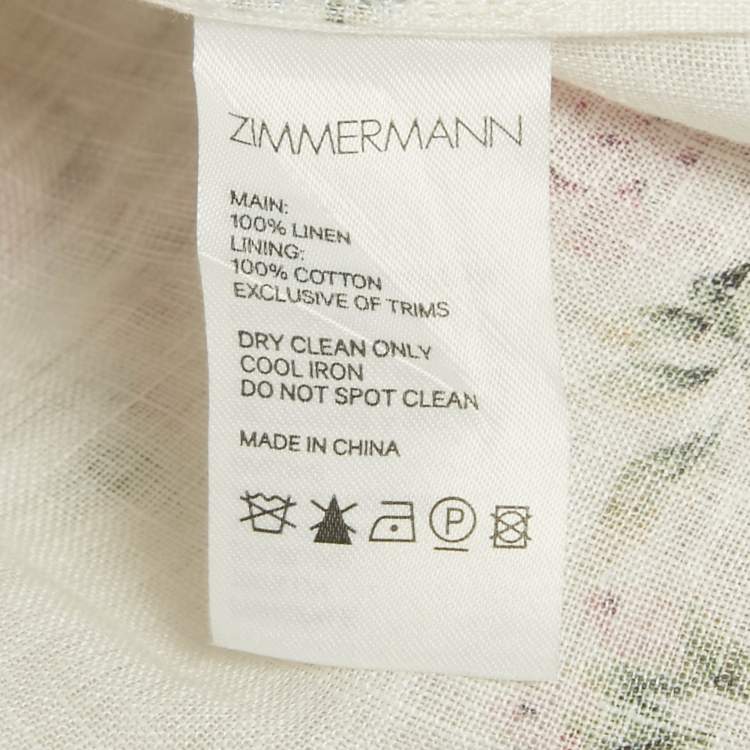 ZIMMERMANN
MAIN:
100% LINEN
LINING:
100% COTTON
EXCLUSIVE OF TRIMS
DRY CLEAN ONLY
COOL IRON
DO NOT SPOT CLEAN
MADE IN CHINA
P